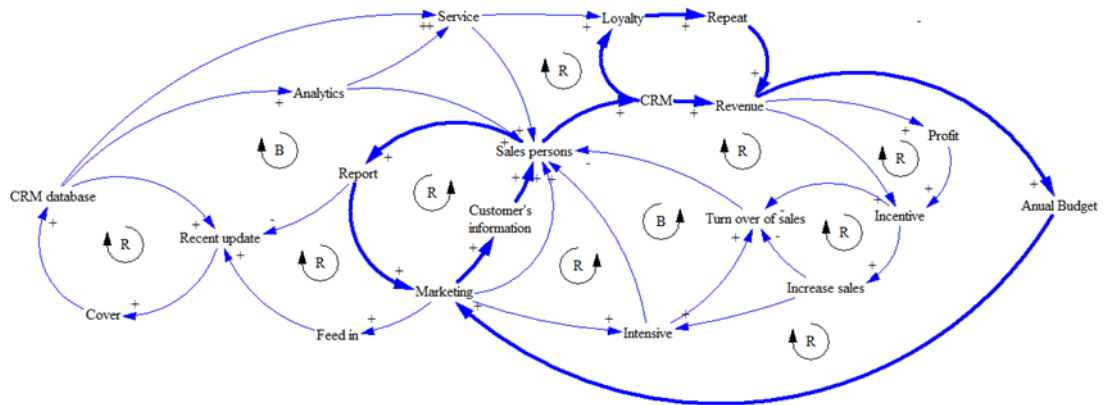 Service
Loyalty
Repeat
-
++
+
+
R
+
Analytics
+
CRM
Revenue
+
+
+
Profit
B
+
+
Sales persons
R
R
+
-
CRM database
Report
R
+
+
+
+
Customer's
information
+
Anual Budget
+
R
+
-
Recent update
+
B
Turn over of sales
-
-
+
Incentive
R
+
R
+
+
R
+
Marketing
+
Increase sales
Cover
+
+
Feed in
+
Intensive
+
R